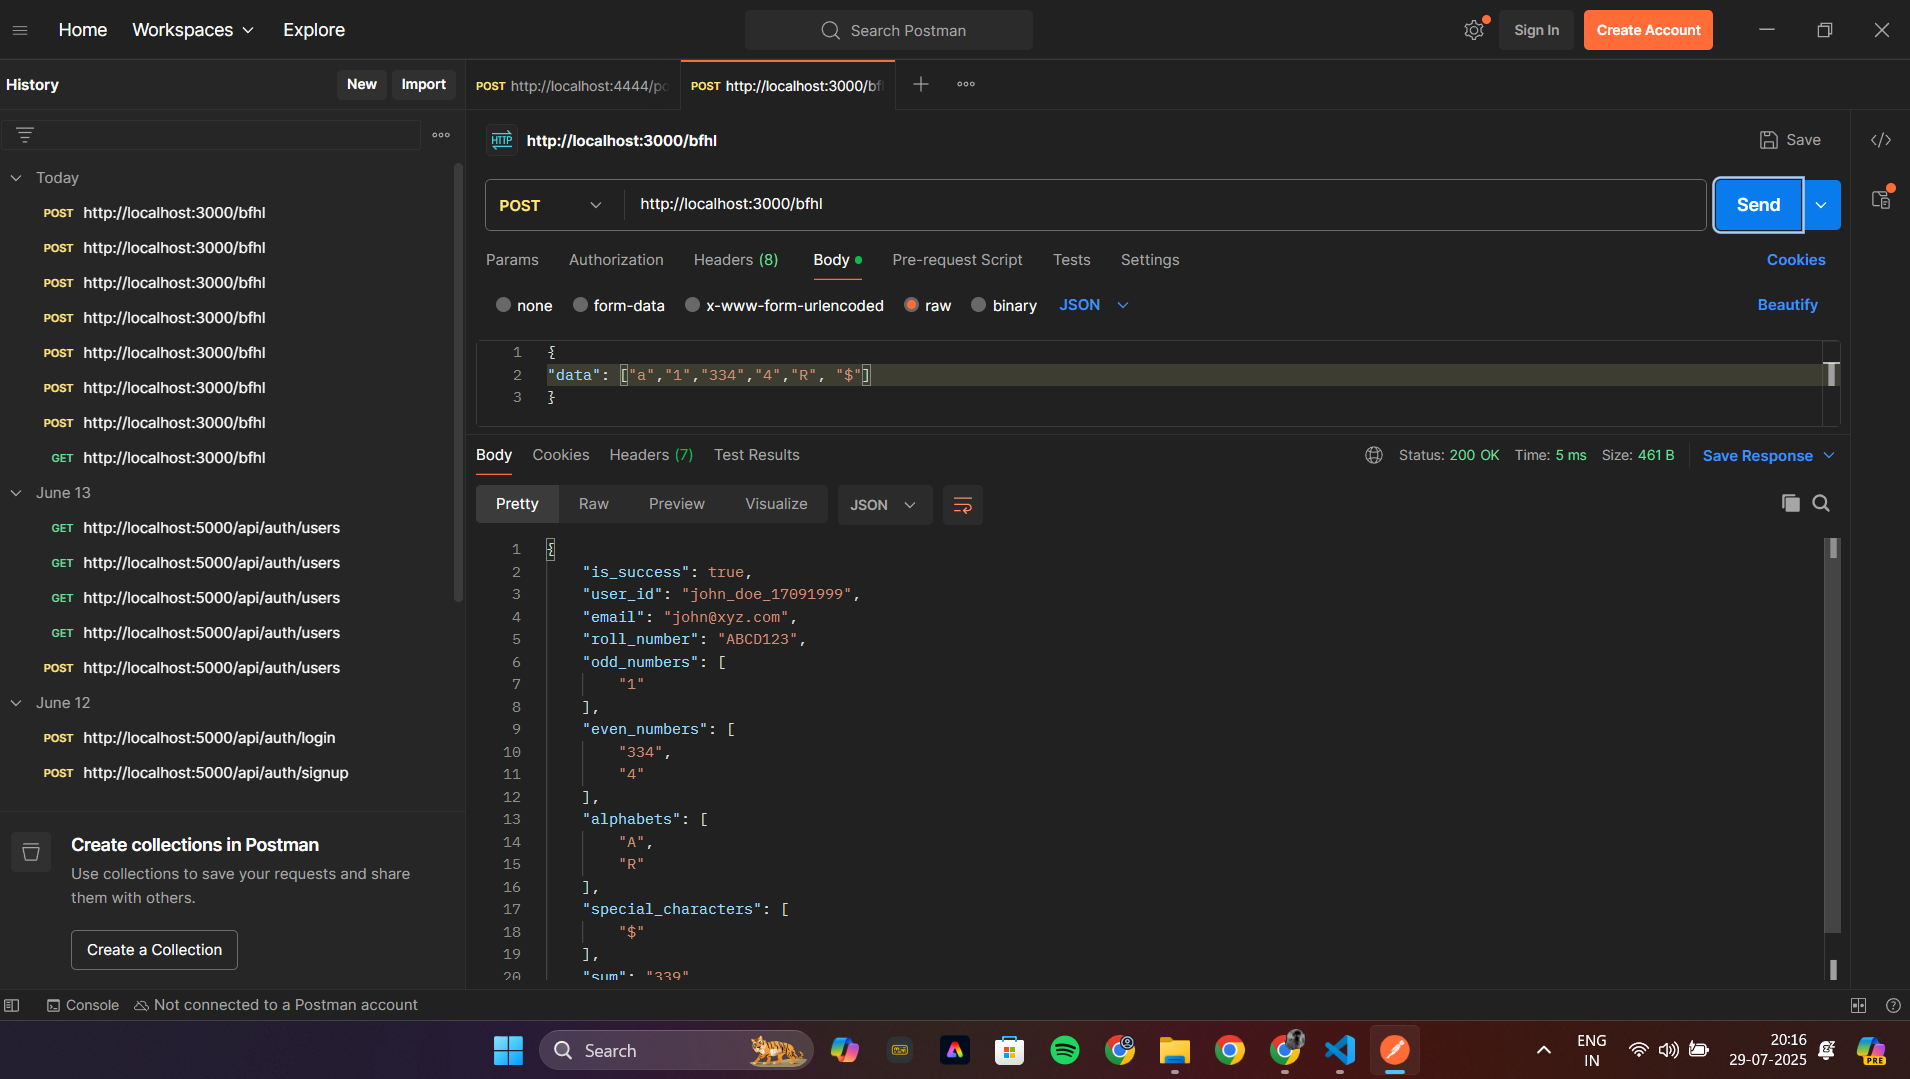 Home Workspaces Explore Search Postman Sign In Create Account
History New Import
POST http://localhost:4444/po POST http://localhost:3000/bfl
HTTP http://localhost:3000/bfhl Save
Today
POST http://localhost:3000/bfhl
POST http://localhost:3000/bfhl
POST http://localhost:3000/bfhl
POST http://localhost:3000/bfhl
POST http://localhost:3000/bfhl
POST http://localhost:3000/bfhl
POST http://localhost:3000/bfhl
GET http://localhost:3000/bfhl
June 13
GET http://localhost:5000/api/auth/users
GET http://localhost:5000/api/auth/users
GET http://localhost:5000/api/auth/users
GET http://localhost:5000/api/auth/users
POST http://localhost:5000/api/auth/users
June 12
POST http://localhost:5000/api/auth/login
POST http://localhost:5000/api/auth/signup
Create collections in Postman
Use collections to save your requests and share
them with others.
Create a Collection
POST http://localhost:3000/bfhl Send
Params Authorization Headers (8) Body Pre-request Script Tests Settings Cookies
none form-data x-www-form-urlencoded raw binary JSON Beautify
1 {
2 "data": ["a","1","334","4","R", "$"]
3 }
Body Cookies Headers (7) Test Results Status: 200 OK Time: 5 ms Size: 461 B Save Response
Pretty Raw Preview Visualize JSON
1 {
2 "is_success": true,
3 "user_id": "john_doe_17091999",
4 "email": "john@xyz.com",
5 "roll_number": "ABCD123",
6 "odd_numbers": [
7 "1"
8 ],
9 "even_numbers": [
10 "334",
11 "4"
12 ],
13 "alphabets": [
14 "A",
15 "R"
16 ],
17 "special_characters": [
18 "$"
19 ],
20 "sum": "339"
Console Not connected to a Postman account
Search ENG 20:16
IN 29-07-2025
PRE